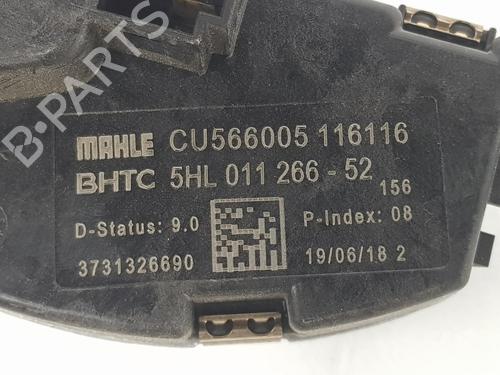 B-PARTS
MAHLE CU566005 116116
BHTC 5HL 011 266 - 52
156
D-Status: 9.0 P-Index: 08
3731326690 19/06/18 2